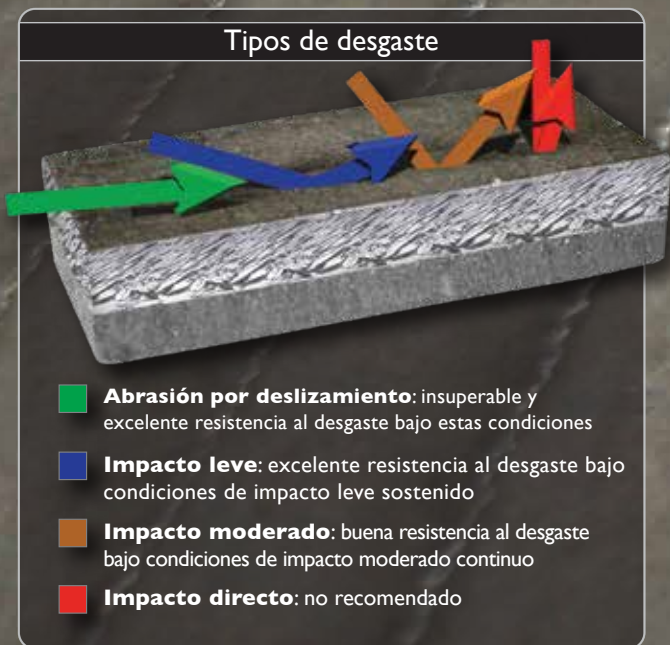 Tipos de desgaste
Abrasión por deslizamiento: insuperable y
excelente resistencia al desgaste bajo estas condiciones
Impacto leve: excelente resistencia al desgaste bajo
condiciones de impacto leve sostenido
Impacto moderado: buena resistencia al desgaste
bajo condiciones de impacto moderado continuo
Impacto directo: no recomendado